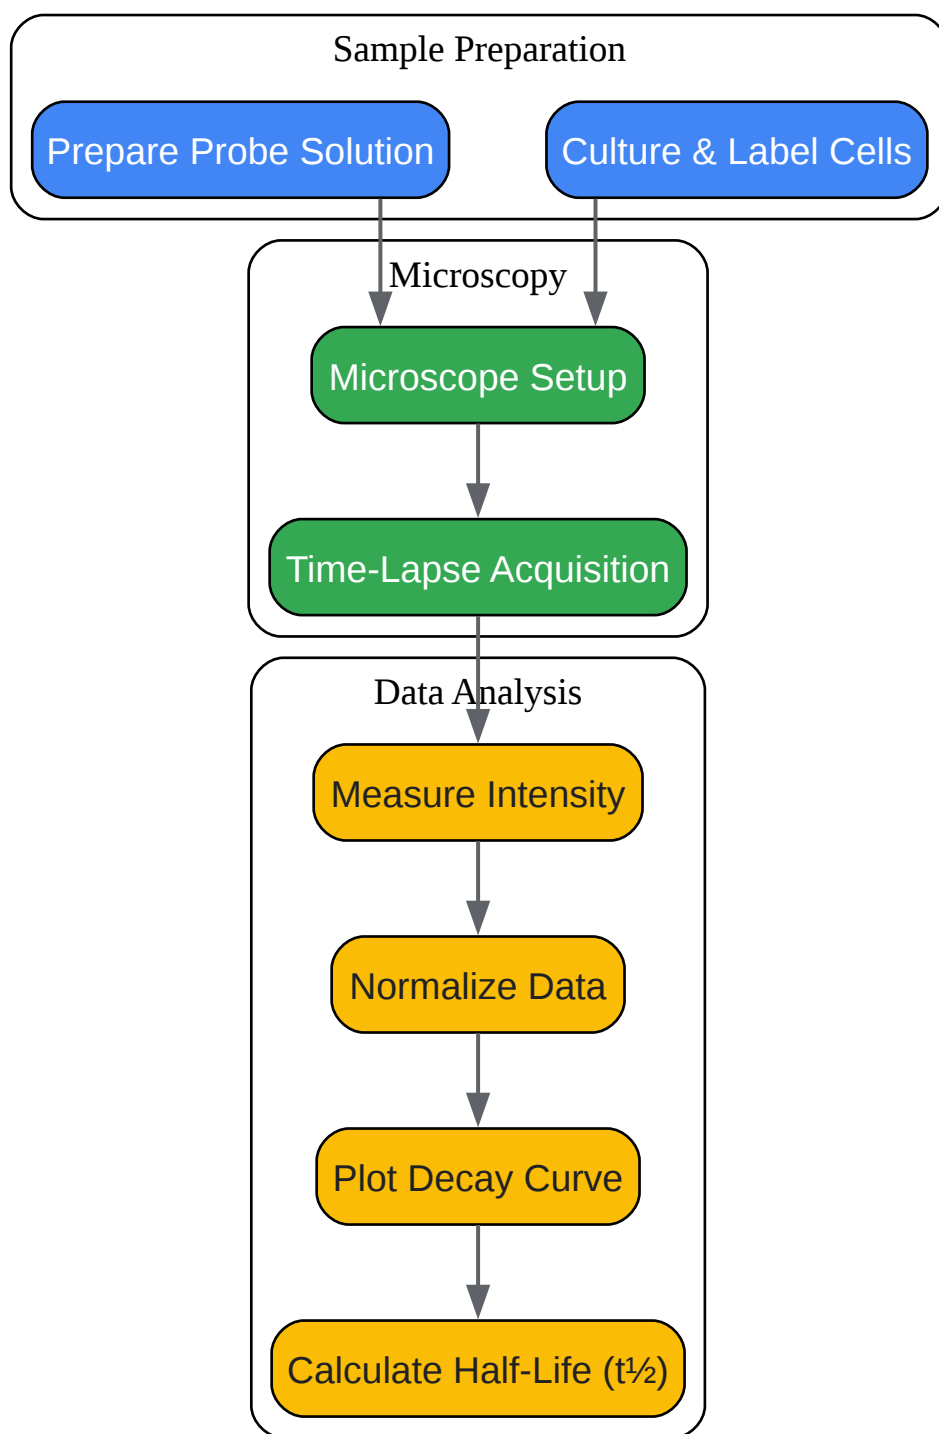 Sample Preparation
Prepare Probe Solution
Culture & Label Cells
Microscopy
Microscope Setup
Time-Lapse Acquisition
Data Analysis
Measure Intensity
Normalize Data
Plot Decay Curve
Calculate Half-Life (t½)